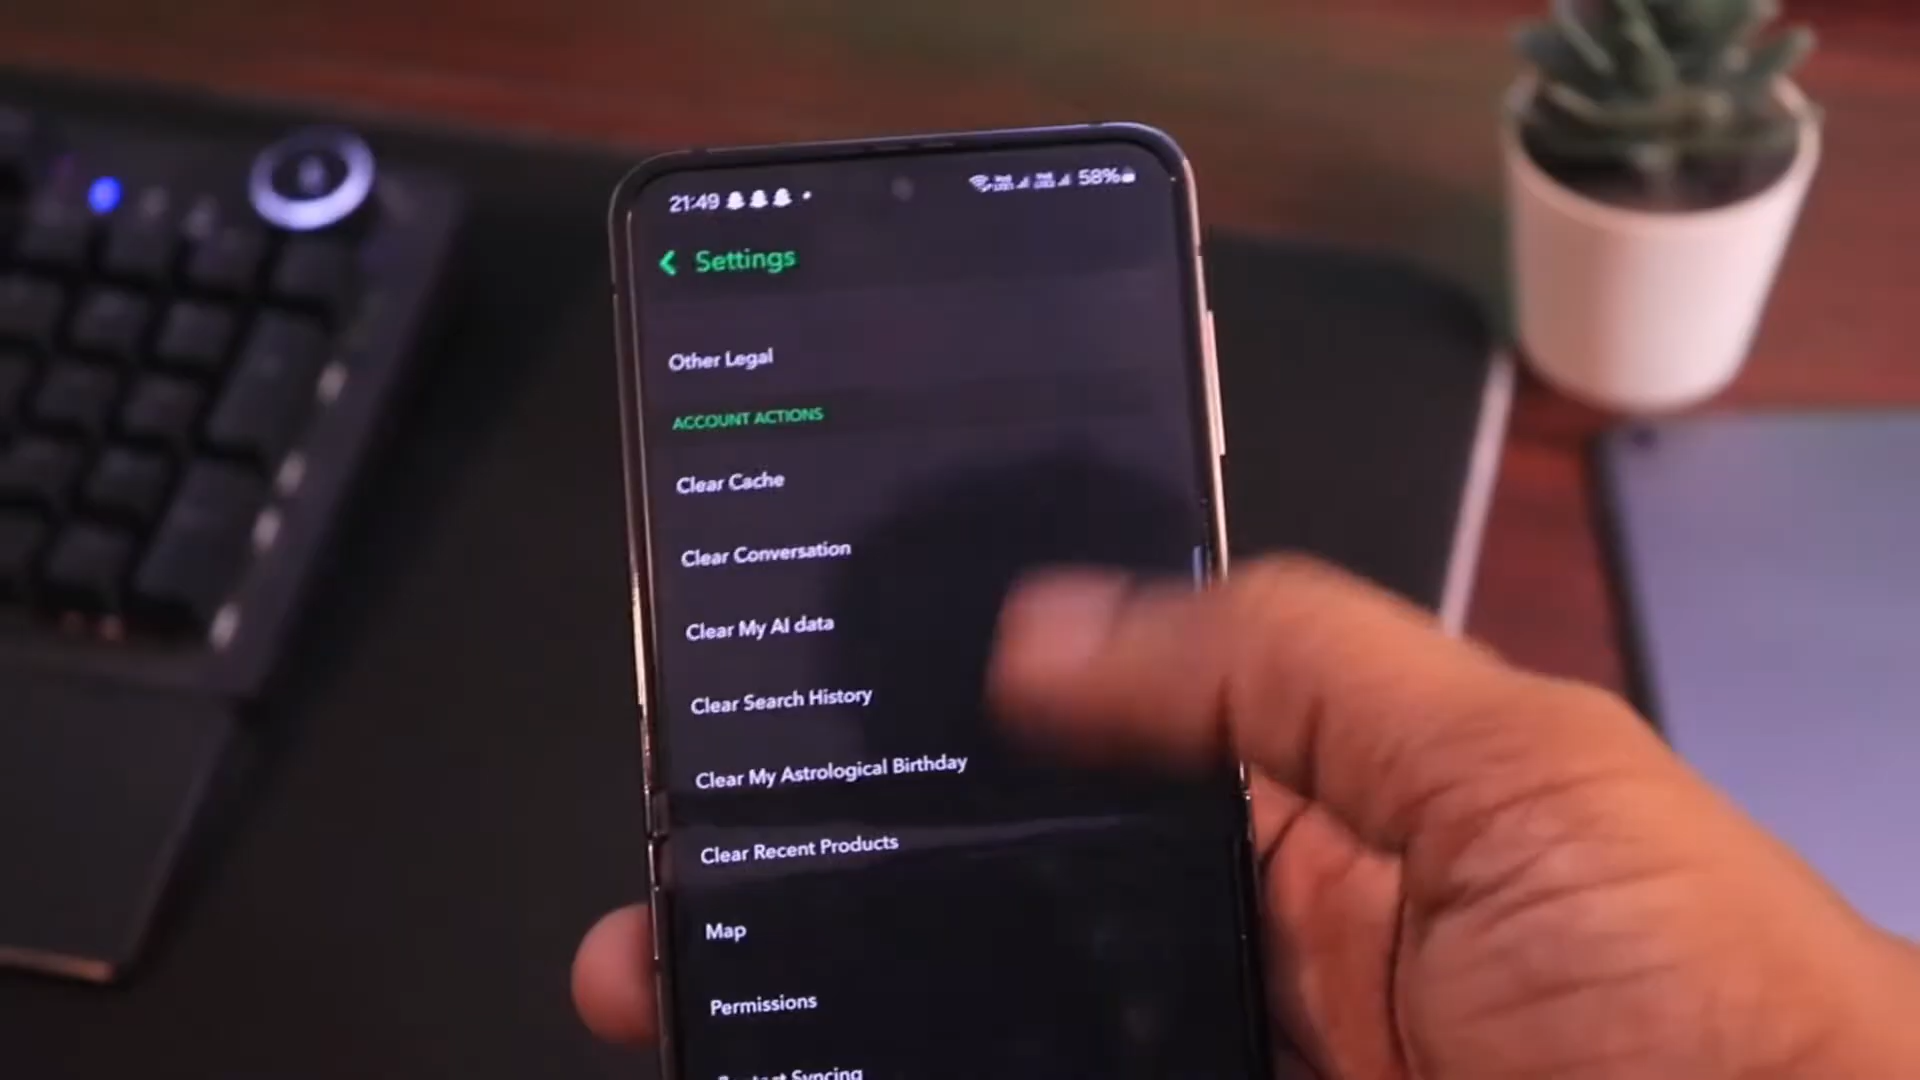 21:49 58%
Settings
Other Legal
ACCOUNT ACTIONS
Clear Cache
Clear Conversation
Clear My AI data
Clear Search History
Clear My Astrological Birthday
Clear Recent Products
Map
Permissions
Syncing